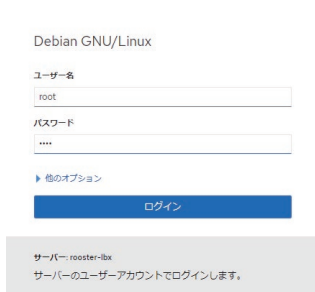 Debian GNU/Linux
ユーザー名
root
パスワード
••••
▶ 他のオプション
ログイン
サーバー: rooster-lbx
サーバーのユーザーアカウントでログインします。